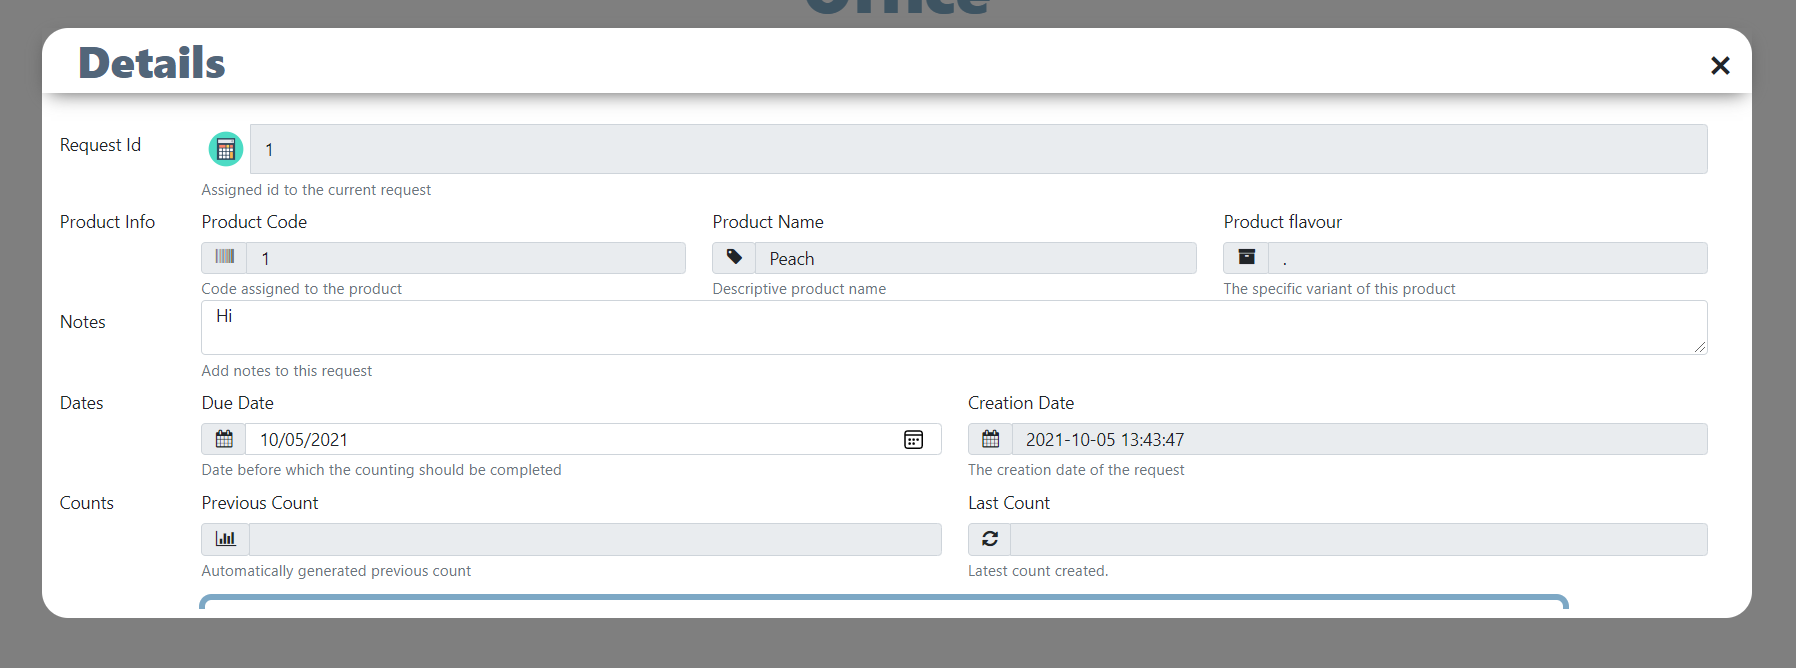 Office
Details
Request Id
1
Assigned id to the current request
Product Info
Product Code
Product Name
Product flavour
1
Peach
.
Code assigned to the product
Descriptive product name
The specific variant of this product
Notes
Hi
Add notes to this request
Dates
Due Date
Creation Date
10/05/2021
2021-10-05 13:43:47
Date before which the counting should be completed
The creation date of the request
Counts
Previous Count
Last Count
Automatically generated previous count
Latest count created.